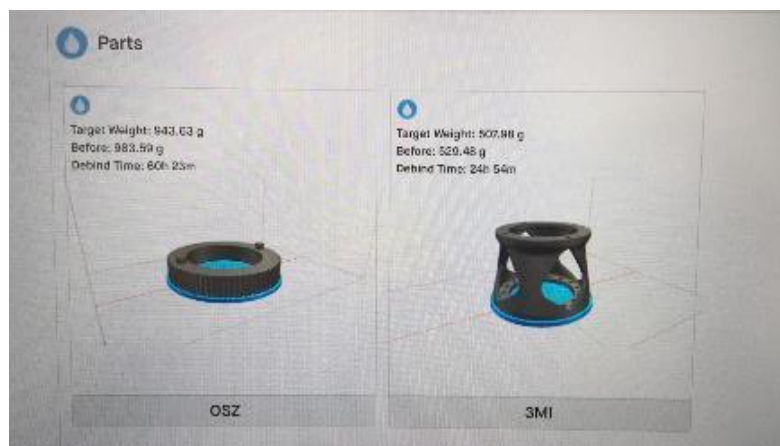 Parts
Target Weight: 943.63 g
Before: 983.59 g
Debind Time: 60h 23m
OSZ
Target Weight: 507.98 g
Before: 529.48 g
Debind Time: 24h 54m
3MI